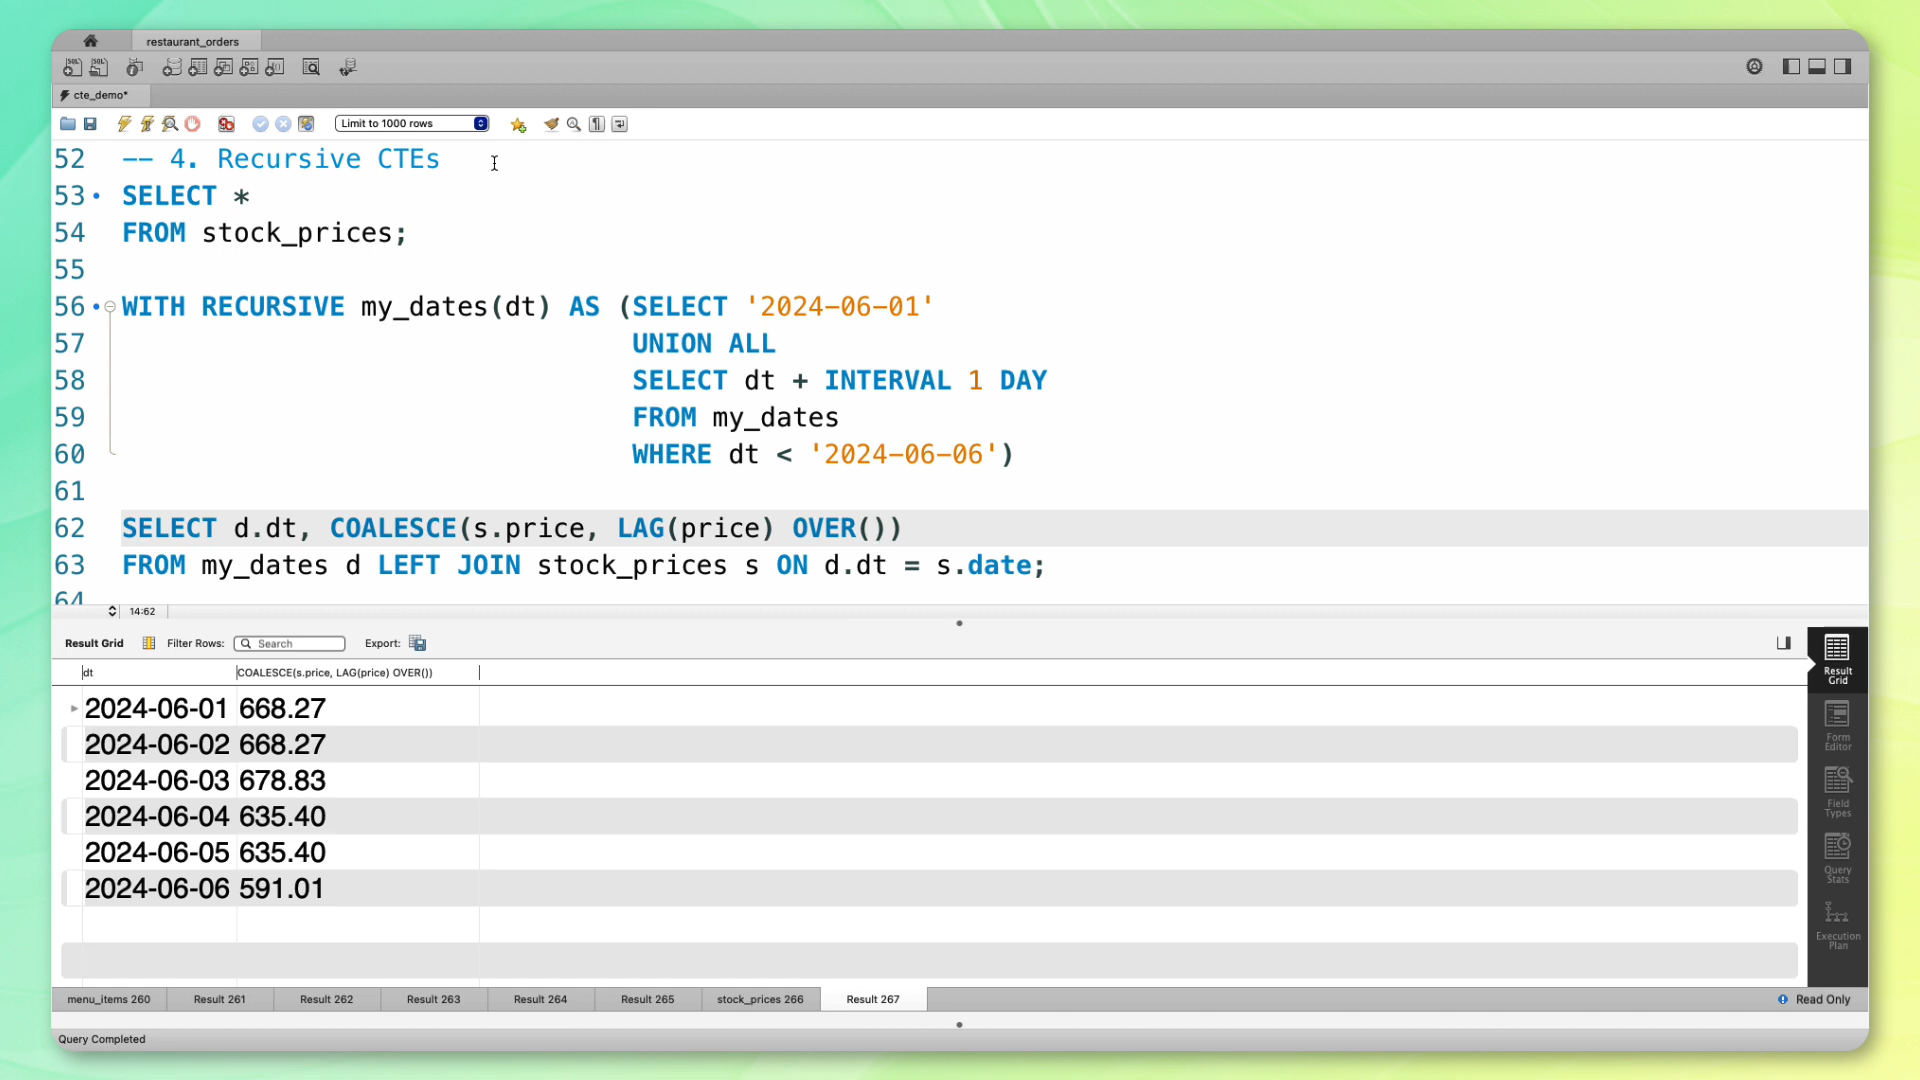 restaurant_orders
cte_demo*
Limit to 1000 rows
52 -- 4. Recursive CTEs
53 SELECT *
54 FROM stock_prices;
55
56 WITH RECURSIVE my_dates(dt) AS (SELECT '2024-06-01'
57 UNION ALL
58 SELECT dt + INTERVAL 1 DAY
59 FROM my_dates
60 WHERE dt < '2024-06-06')
61
62 SELECT d.dt, COALESCE(s.price, LAG(price) OVER())
63 FROM my_dates d LEFT JOIN stock_prices s ON d.dt = s.date;
64
14:62
Result Grid Filter Rows: Search Export:
dt COALESCE(s.price, LAG(price) OVER())
2024-06-01 668.27
2024-06-02 668.27
2024-06-03 678.83
2024-06-04 635.40
2024-06-05 635.40
2024-06-06 591.01
Result
Grid
Form
Editor
Field
Types
Query
Stats
Execution
Plan
menu_items 260 Result 261 Result 262 Result 263 Result 264 Result 265 stock_prices 266 Result 267 Read Only
Query Completed